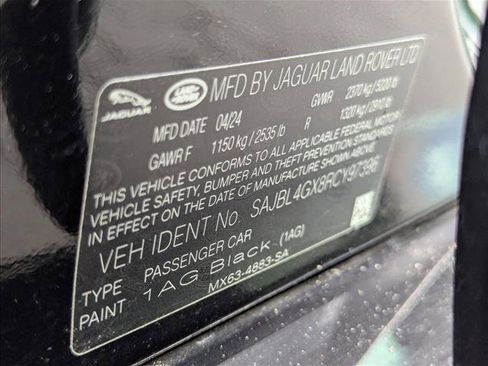 JAGUAR
LAND ROVER
MFD BY JAGUAR LAND ROVER LTD
MFD DATE 04/24 GVWR 2370 kg / 5220 lb
GAWR F 1150 kg / 2535 lb R 1320 kg / 2910 lb
THIS VEHICLE CONFORMS TO ALL APPLICABLE FEDERAL MOTOR
VEHICLE SAFETY, BUMPER AND THEFT PREVENTION STANDARDS
IN EFFECT ON THE DATE OF MANUFACTURE SHOWN ABOVE.
VEH IDENT NO. SAJBL4GX8RCY97396
TYPE PASSENGER CAR
PAINT 1AG Black (1AG)
MX63-4883-SA